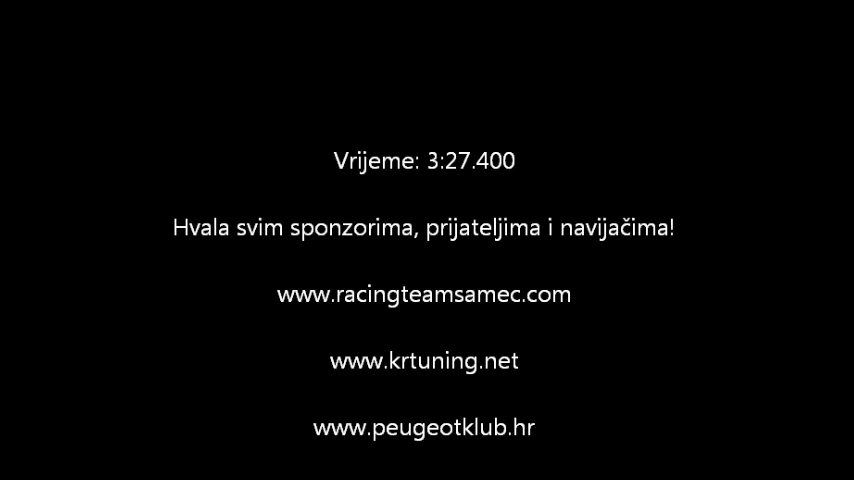 Vrijeme: 3:27.400
Hvala svim sponzorima, prijateljima i navijačima!
www.racingteamsamec.com
www.krtuning.net
www.peugeotklub.hr